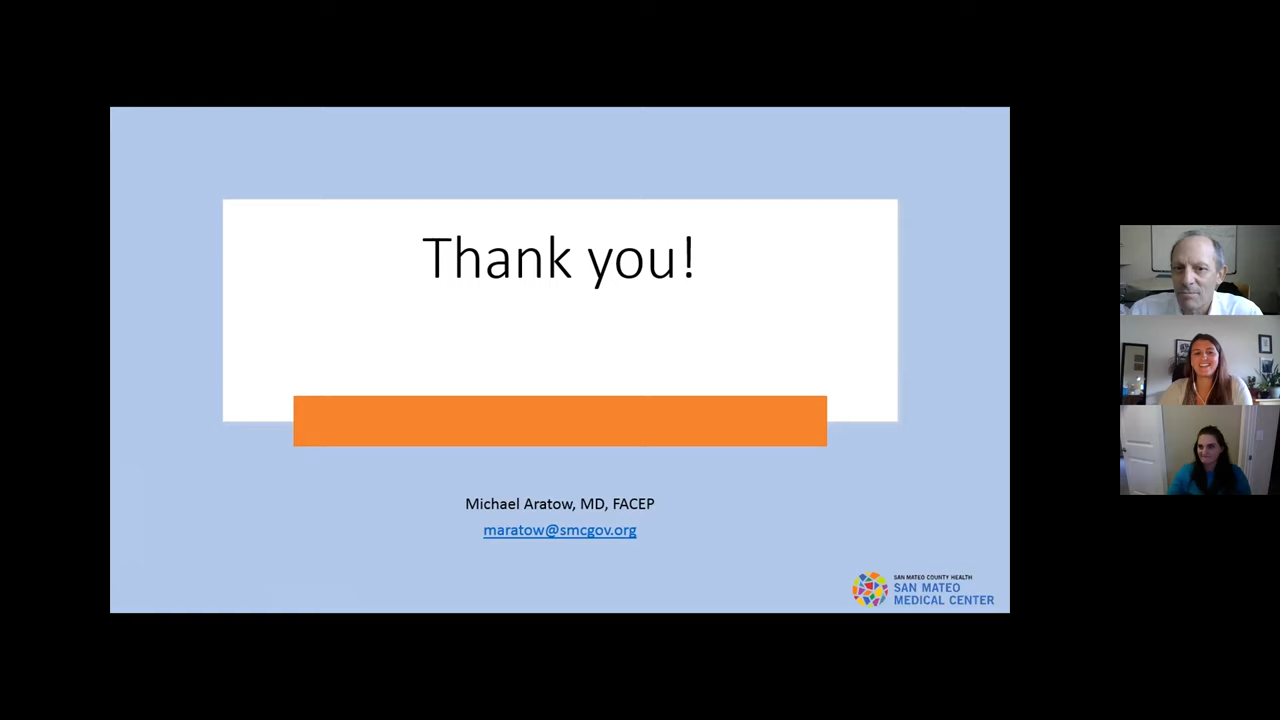 Thank you!
Michael Aratow, MD, FACEP
maratow@smcgov.org
SAN MATEO COUNTY HEALTH
SAN MATEO
MEDICAL CENTER